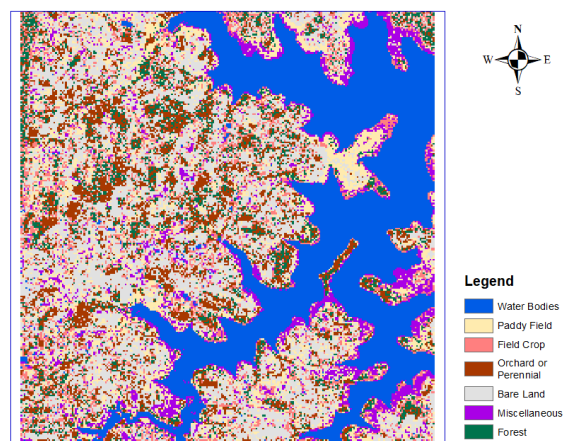 N
W E
S
Legend
Water Bodies
Paddy Field
Field Crop
Orchard or
Perennial
Bare Land
Miscellaneous
Forest